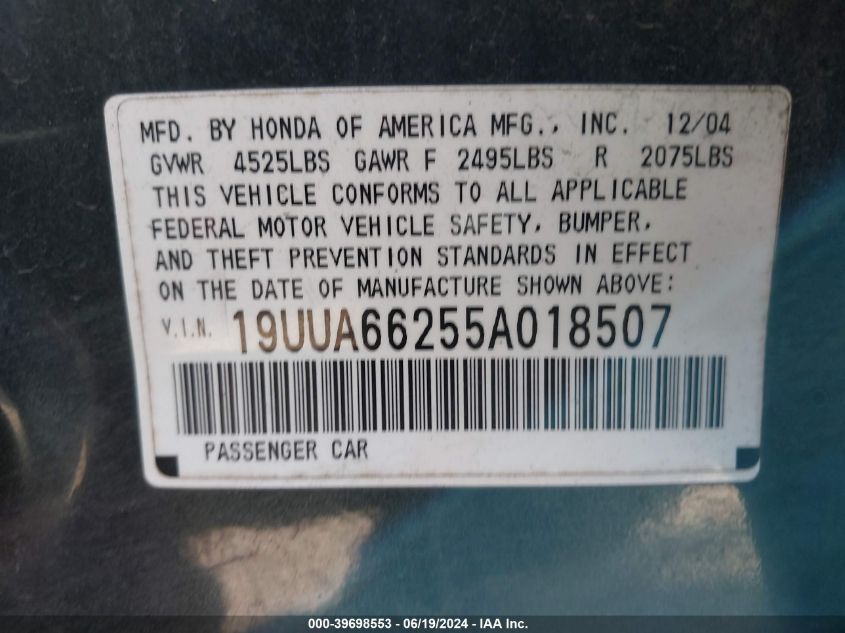 MFD. BY HONDA OF AMERICA MFG., INC. 12/04
GVWR 4525LBS GAWR F 2495LBS R 2075LBS
THIS VEHICLE CONFORMS TO ALL APPLICABLE
FEDERAL MOTOR VEHICLE SAFETY, BUMPER,
AND THEFT PREVENTION STANDARDS IN EFFECT
ON THE DATE OF MANUFACTURE SHOWN ABOVE:
V.I.N. 19UUA66255A018507
PASSENGER CAR
000-39698553 - 06/19/2024 - IAA Inc.